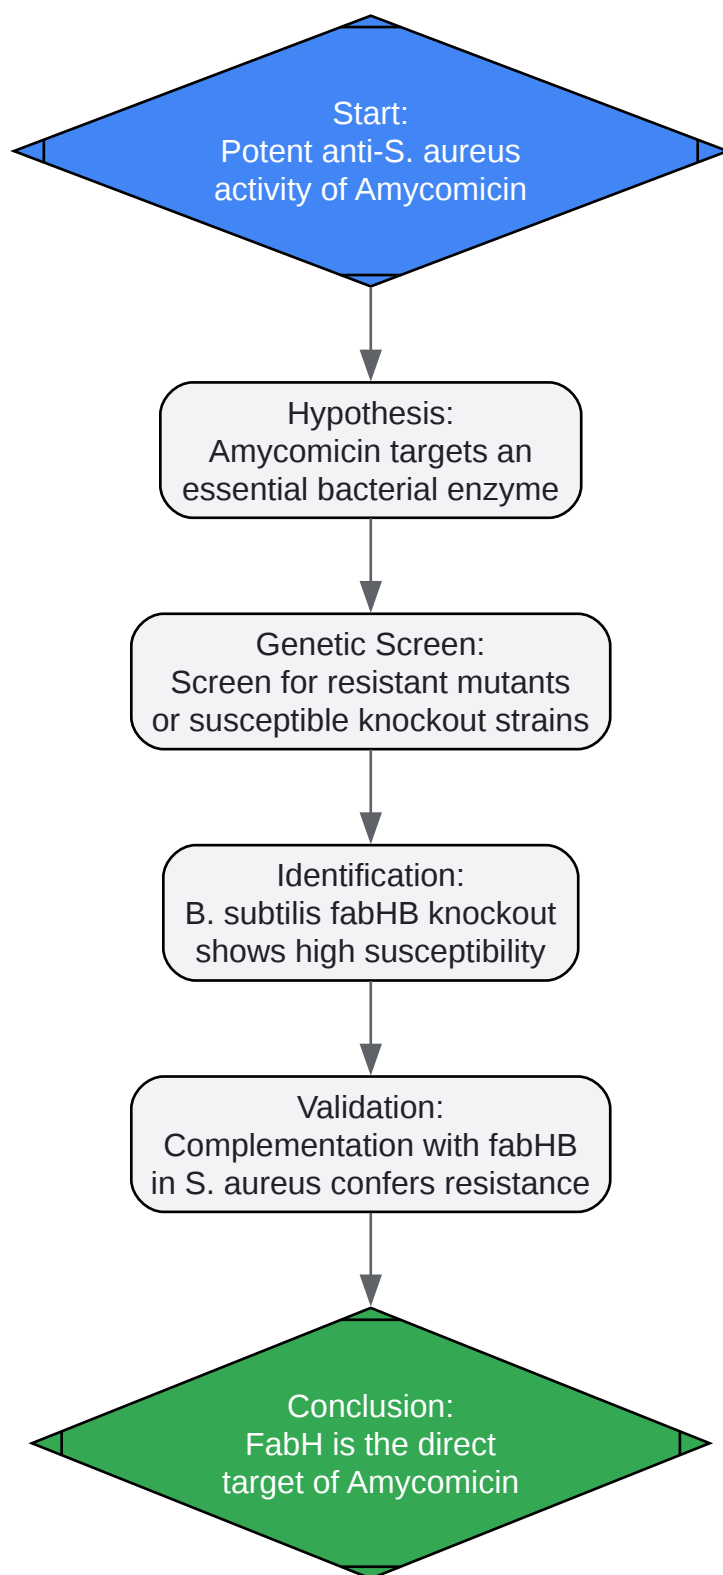 Start:
Potent anti-S. aureus
activity of Amycomicin
Hypothesis:
Amycomicin targets an
essential bacterial enzyme
Genetic Screen:
Screen for resistant mutants
or susceptible knockout strains
Identification:
B. subtilis fabHB knockout
shows high susceptibility
Validation:
Complementation with fabHB
in S. aureus confers resistance
Conclusion:
FabH is the direct
target of Amycomicin